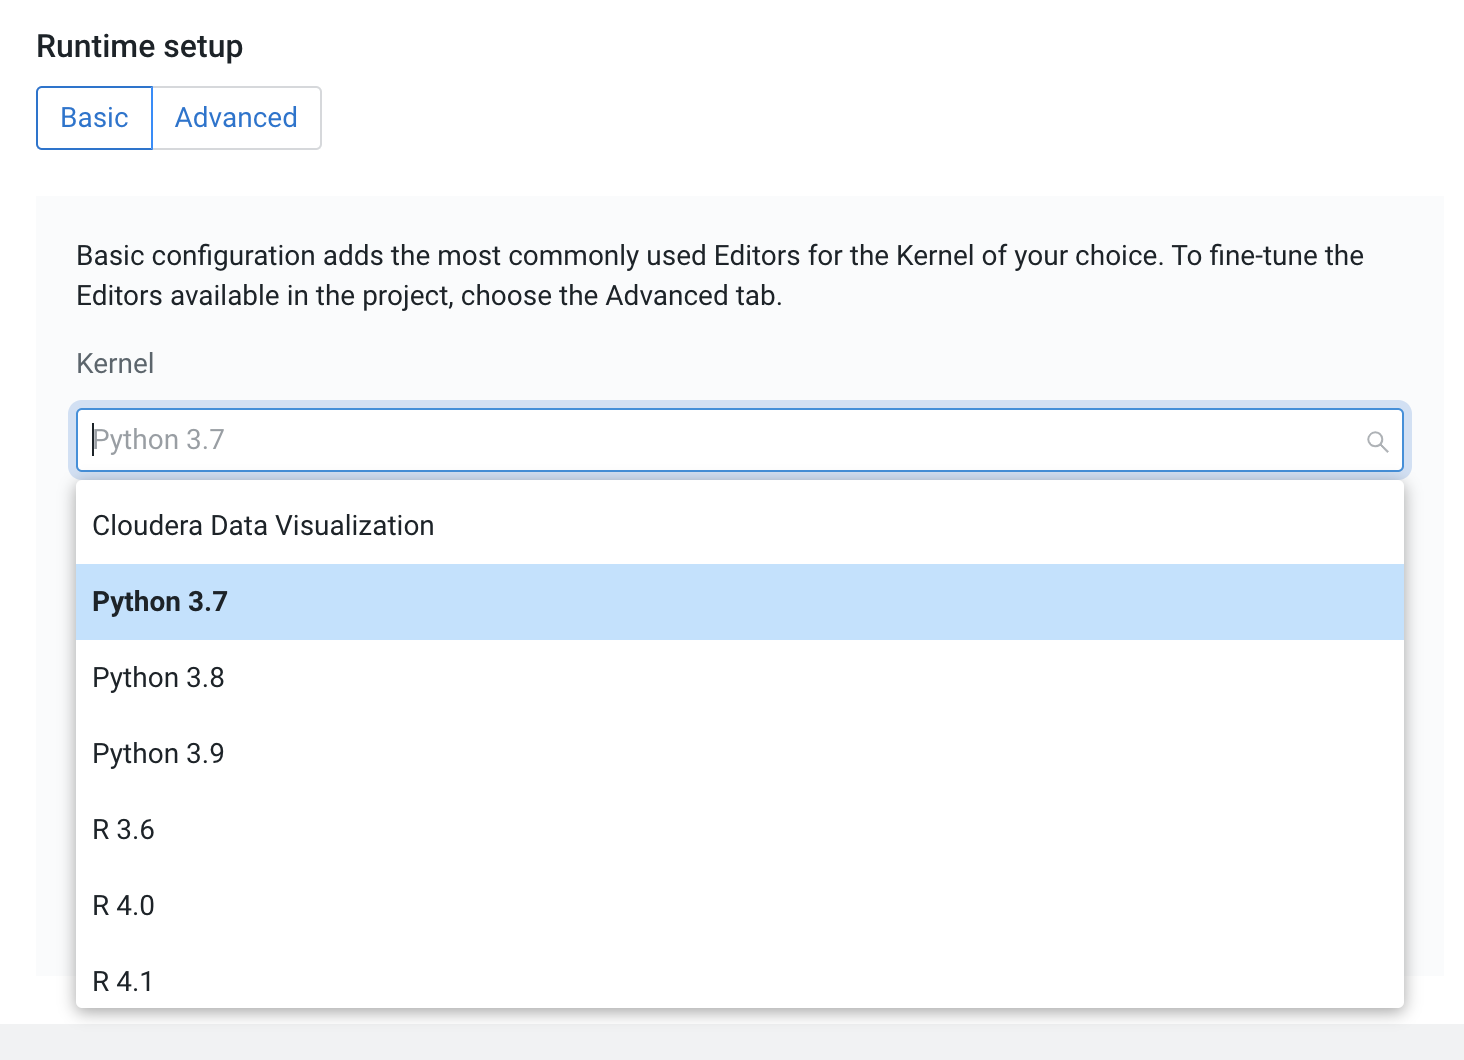 Runtime setup
Basic
Advanced
Basic configuration adds the most commonly used Editors for the Kernel of your choice. To fine-tune the
Editors available in the project, choose the Advanced tab.
Kernel
Python 3.7
Cloudera Data Visualization
Python 3.7
Python 3.8
Python 3.9
R 3.6
R 4.0
R 4.1